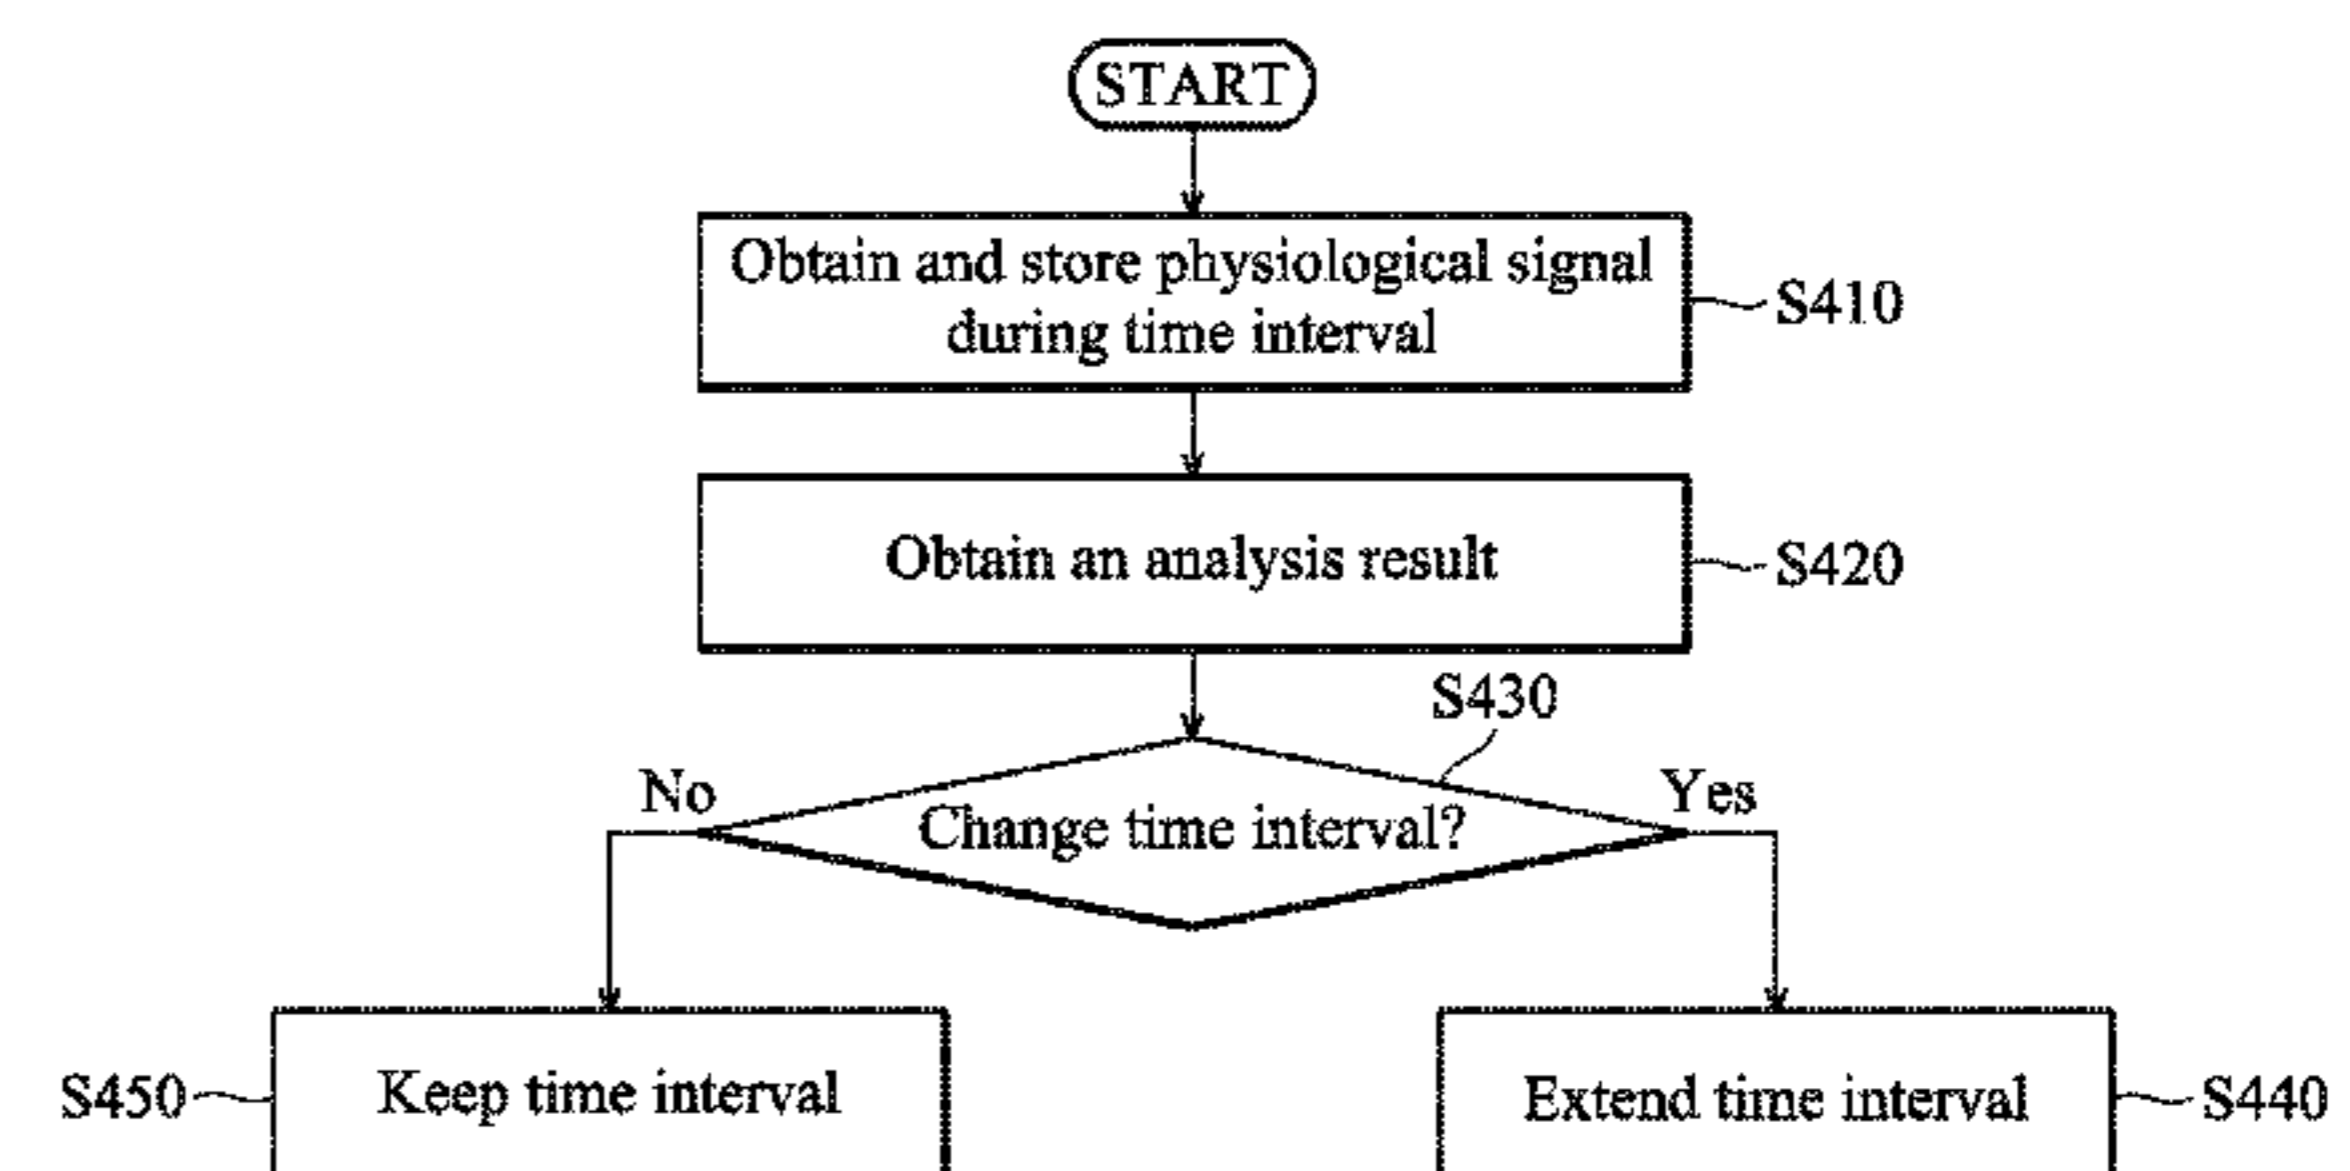 START
Obtain and store physiological signal
during time interval
S410
Obtain an analysis result
S420
S430
No
Change time interval?
Yes
S450
Keep time interval
Extend time interval
S440